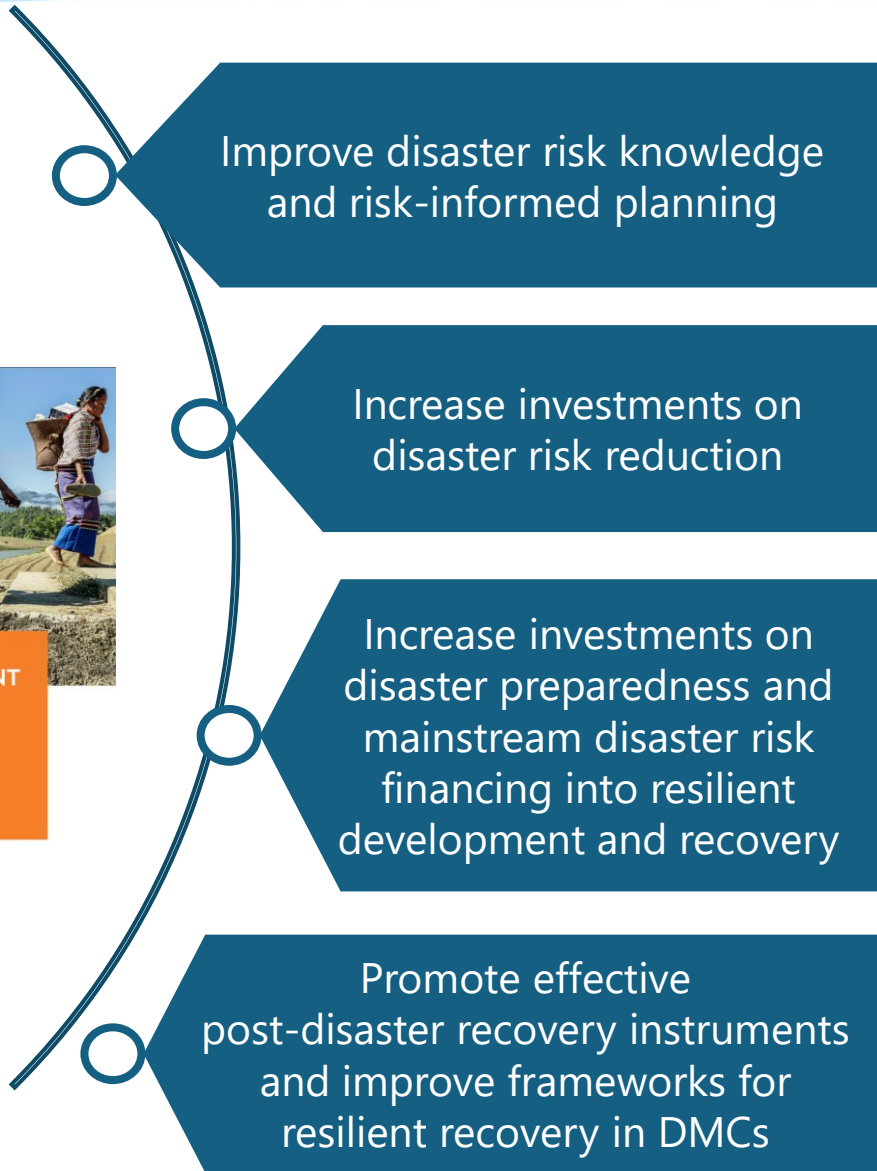 Improve disaster risk knowledge
and risk-informed planning
Increase investments on
disaster risk reduction
NT
Increase investments on
disaster preparedness and
mainstream disaster risk
financing into resilient
development and recovery
Promote effective
post-disaster recovery instruments
and improve frameworks for
resilient recovery in DMCs